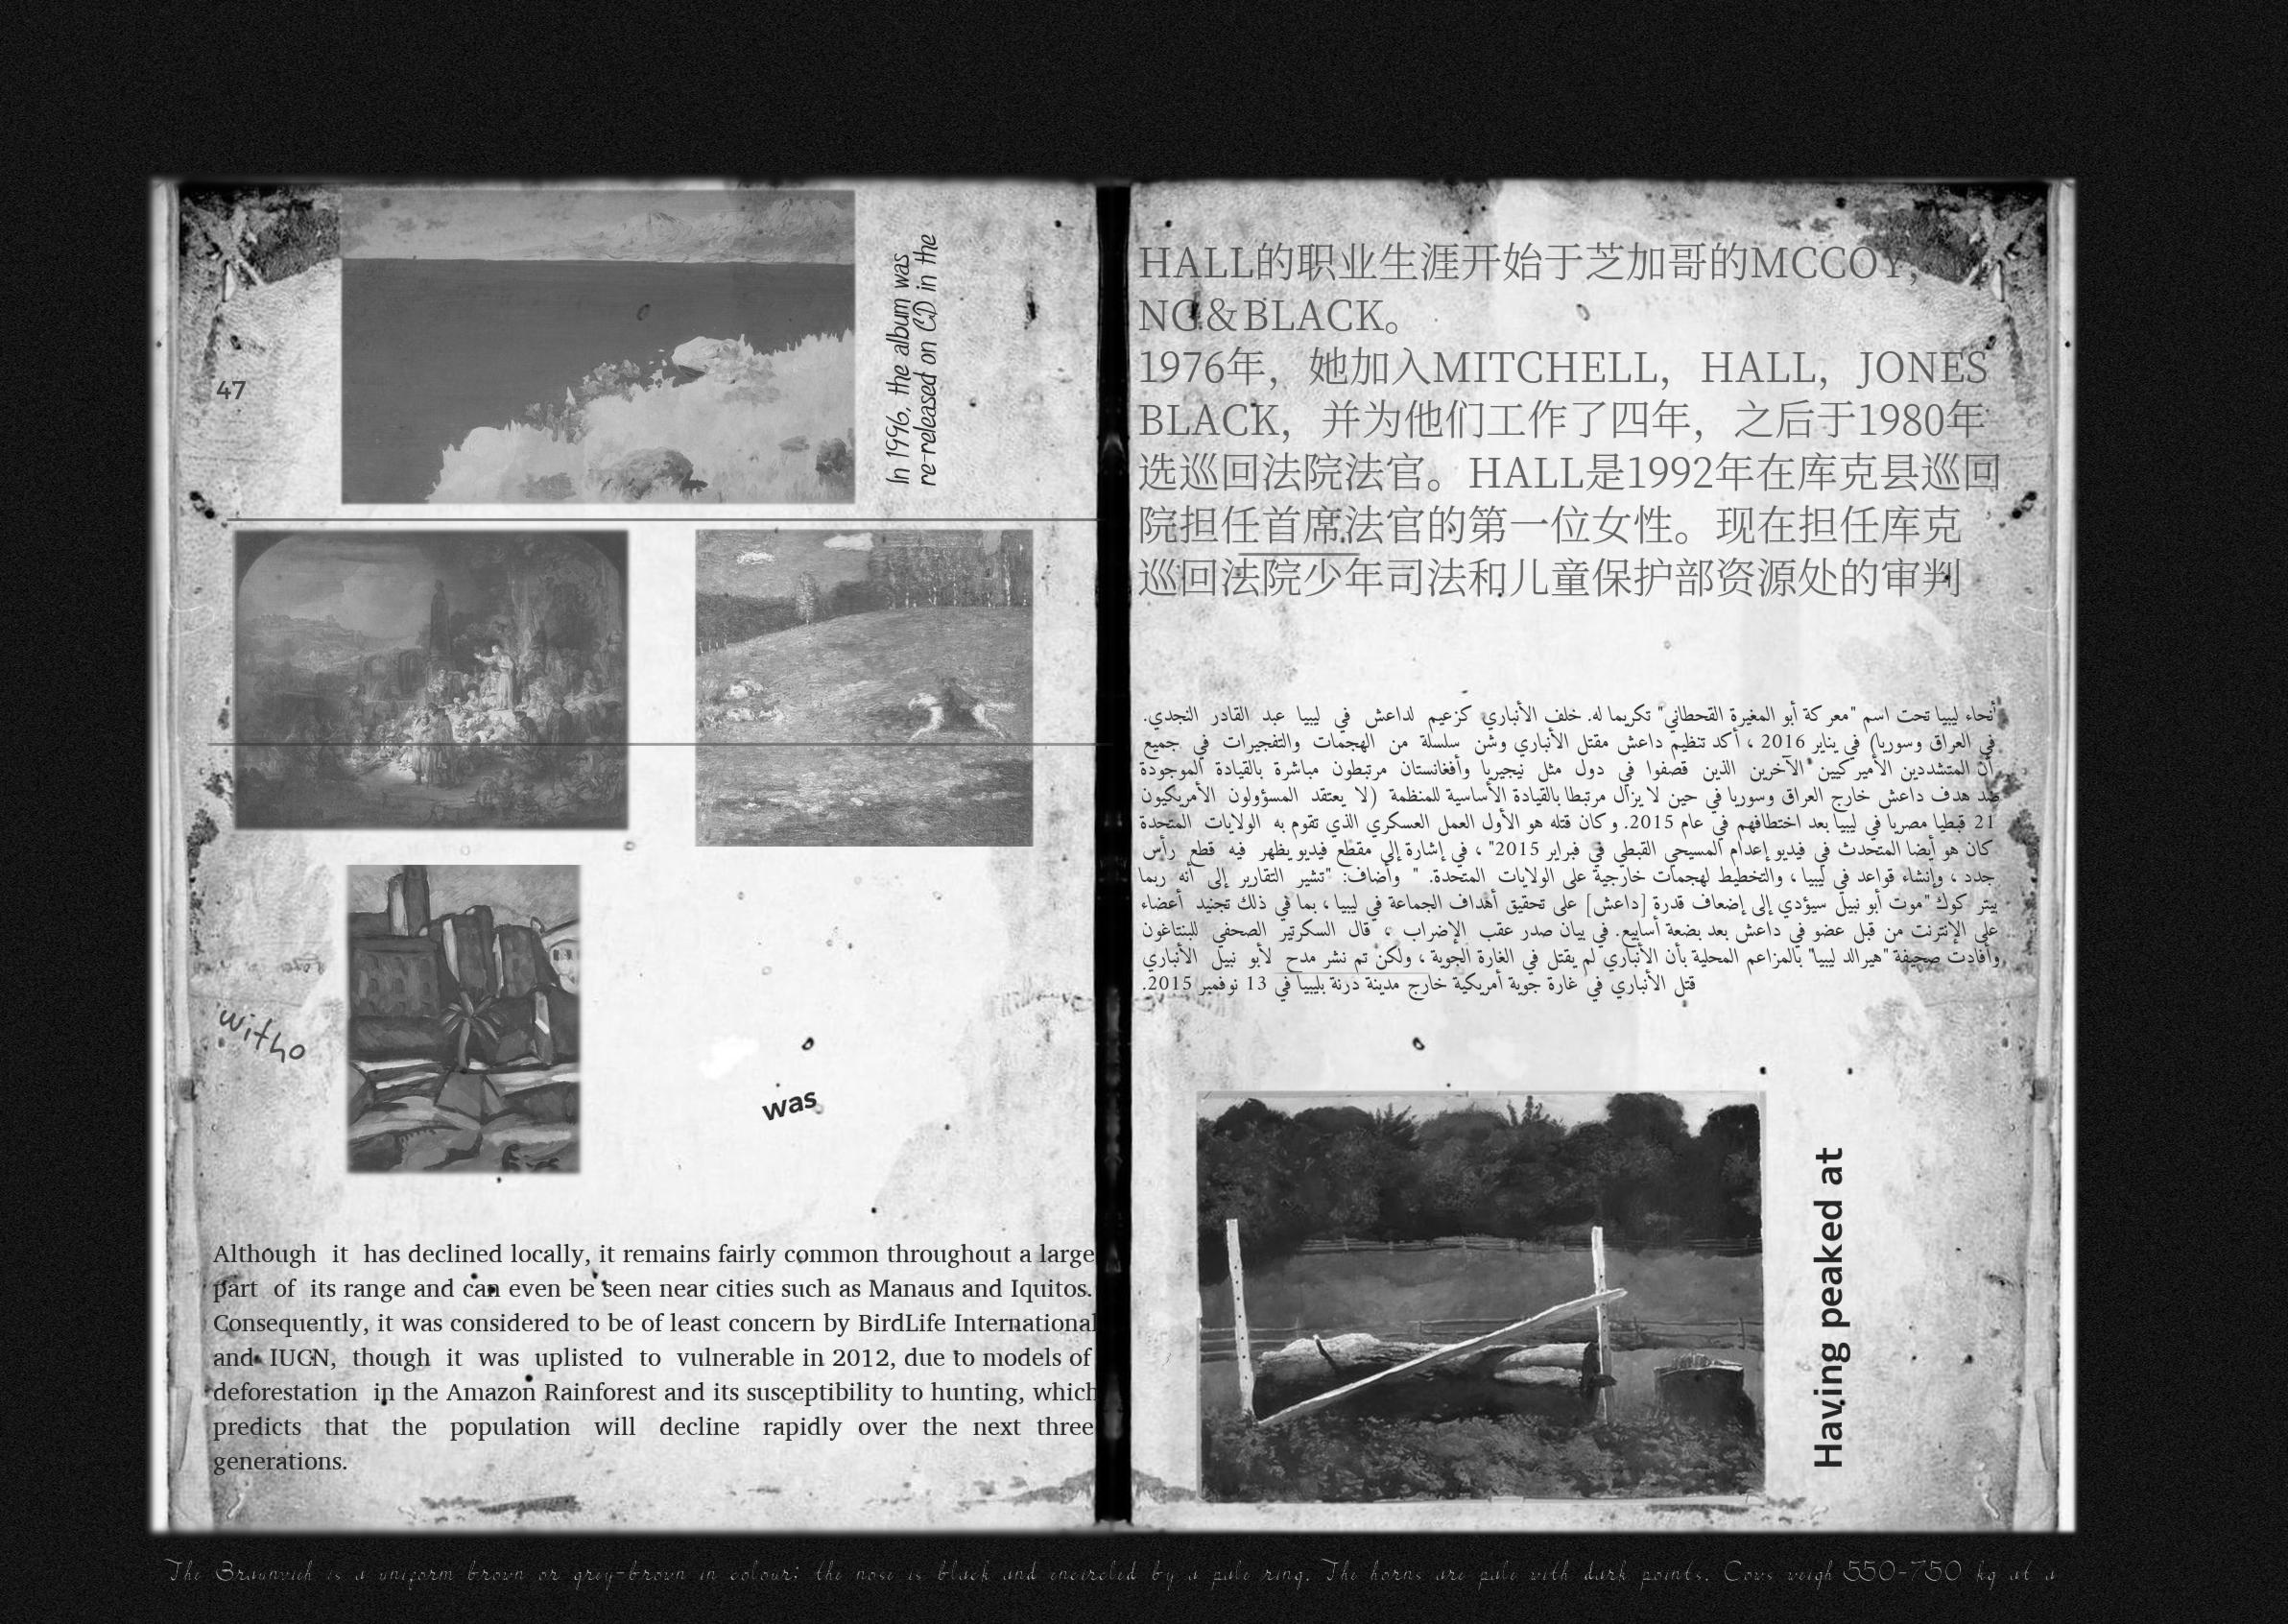 In 1996, the album was
re-released on CD in the
47
witho
was
Although it has declined locally, it remains fairly common throughout a large
part of its range and can even be seen near cities such as Manaus and Iquitos.
Consequently, it was considered to be of least concern by BirdLife International
and IUCN, though it was uplisted to vulnerable in 2012, due to models of
deforestation in the Amazon Rainforest and its susceptibility to hunting, which
predicts that the population will decline rapidly over the next three
generations.
HALL的职业生涯开始于芝加哥的MCCOY,
NG&BLACK。
1976年，她加入MITCHELL，HALL，JONES
BLACK，并为他们工作了四年，之后于1980年
选巡回法院法官。HALL是1992年在库克县巡回
院担任首席法官的第一位女性。现在担任库克
巡回法院少年司法和儿童保护部资源处的审判
أنحاء ليبيا تحت اسم "معركة أبو المغيرة القحطاني" تكريما له. خلف الأنباري كزعيم لداعش في ليبيا عبد القادر النجدي.
في العراق وسوريا) في يناير 2016 ، أكد تنظيم داعش مقتل الأنباري وشن سلسلة من الهجمات والتفجيرات في جميع
أن المتشددين الأميركيين الآخرين الذين قصفوا في دول مثل نيجيريا وأفغانستان مرتبطون مباشرة بالقيادة الموجودة
ضد هدف داعش خارج العراق وسوريا في حين لا يزال مرتبطا بالقيادة الأساسية للمنظمة (لا يعتقد المسؤولون الأمريكيون
21 قبطيا مصريا في ليبيا بعد اختطافهم في عام 2015. وكان قتله هو الأول العمل العسكري الذي تقوم به الولايات المتحدة
كان هو أيضا المتحدث في فيديو إعدام المسيحي القبطي في فبراير 2015" ، في إشارة إلى مقطع فيديو يظهر فيه قطع رأس
جدد ، وإنشاء قواعد في ليبيا ، والتخطيط لهجمات خارجية على الولايات المتحدة. " وأضاف: "تشير التقارير إلى أنه ربما
بيتر كوك "موت أبو نبيل سيؤدي إلى إضعاف قدرة [داعش] على تحقيق أهداف الجماعة في ليبيا ، بما في ذلك تجنيد أعضاء
على الإنترنت من قبل عضو في داعش بعد بضعة أسابيع. في بيان صدر عقب الإضراب ، قال السكرتير الصحفي للبنتاغون
وأفادت صحيفة "هيرالد ليبيا" بالمزاعم المحلية بأن الأنباري لم يقتل في الغارة الجوية ، ولكن تم نشر مدح لأبو نبيل الأنباري
قتل الأنباري في غارة جوية أمريكية خارج مدينة درنة بليبيا في 13 نوفمبر 2015.
Having peaked at
The Braunvieh is a uniform brown or grey-brown in colour; the nose is black and encircled by a pale ring. The horns are pale with dark points. Cows weigh 550–750 kg at a